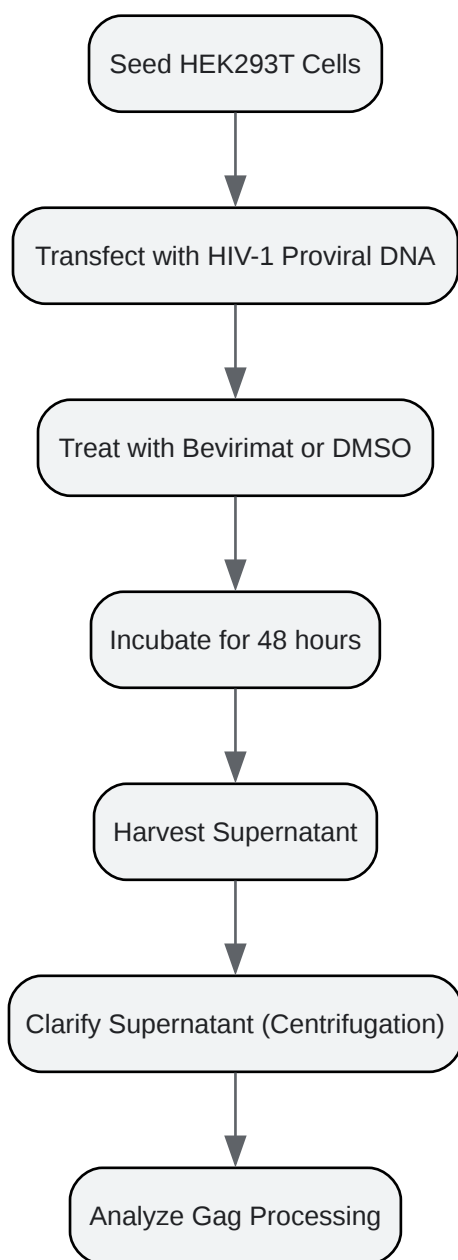 Seed HEK293T Cells
Transfect with HIV-1 Proviral DNA
Treat with Bevirimat or DMSO
Incubate for 48 hours
Harvest Supernatant
Clarify Supernatant (Centrifugation)
Analyze Gag Processing